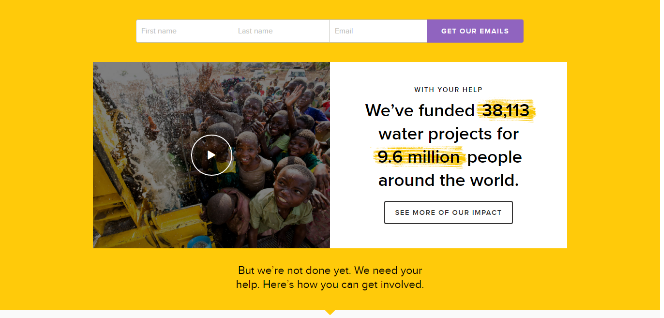 First name Last name Email GET OUR EMAILS
WITH YOUR HELP
We've funded 38,113
water projects for
9.6 million people
around the world.
SEE MORE OF OUR IMPACT
But we're not done yet. We need your
help. Here's how you can get involved.